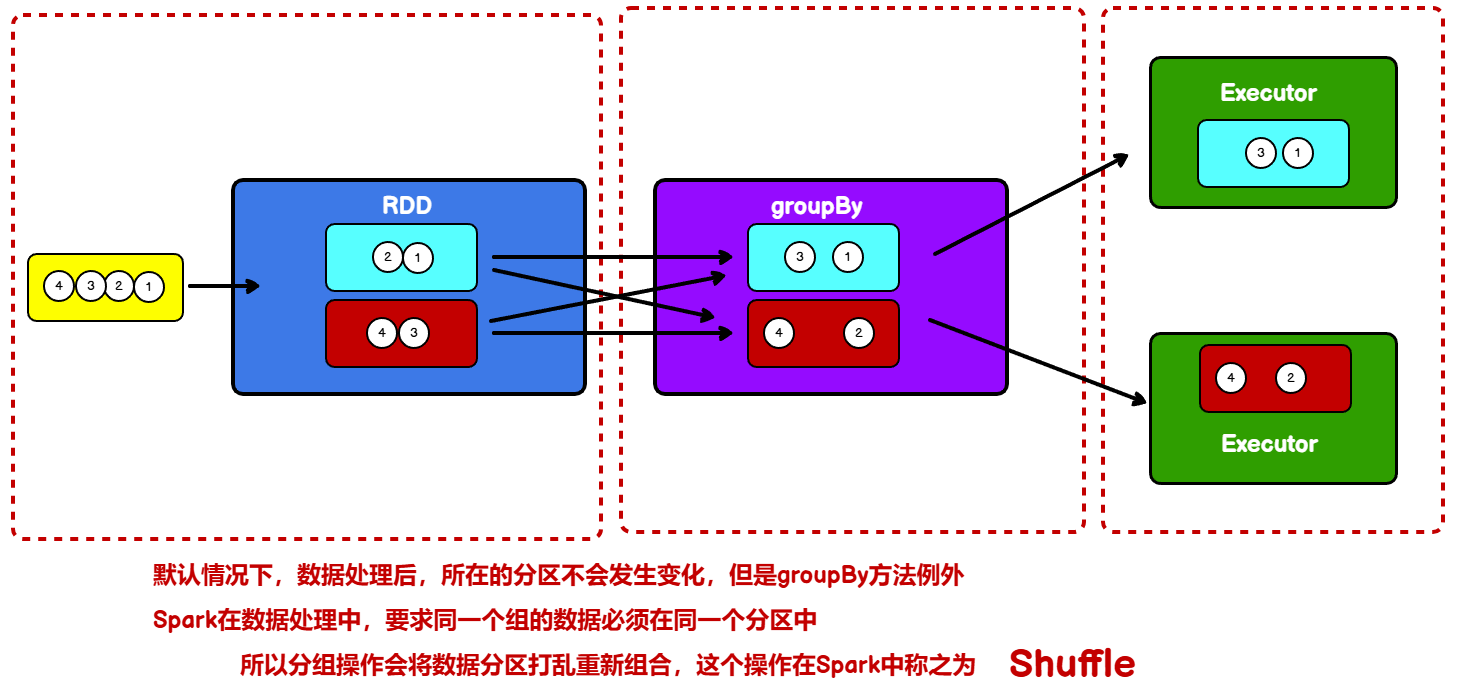 RDD
2 1
4 3
4 3 2 1
groupBy
3 1
4 2
Executor
3 1
4 2
Executor
默认情况下，数据处理后，所在的分区不会发生变化，但是groupBy方法例外
Spark在数据处理中，要求同一个组的数据必须在同一个分区中
所以分组操作会将数据分区打乱重新组合，这个操作在Spark中称之为 Shuffle